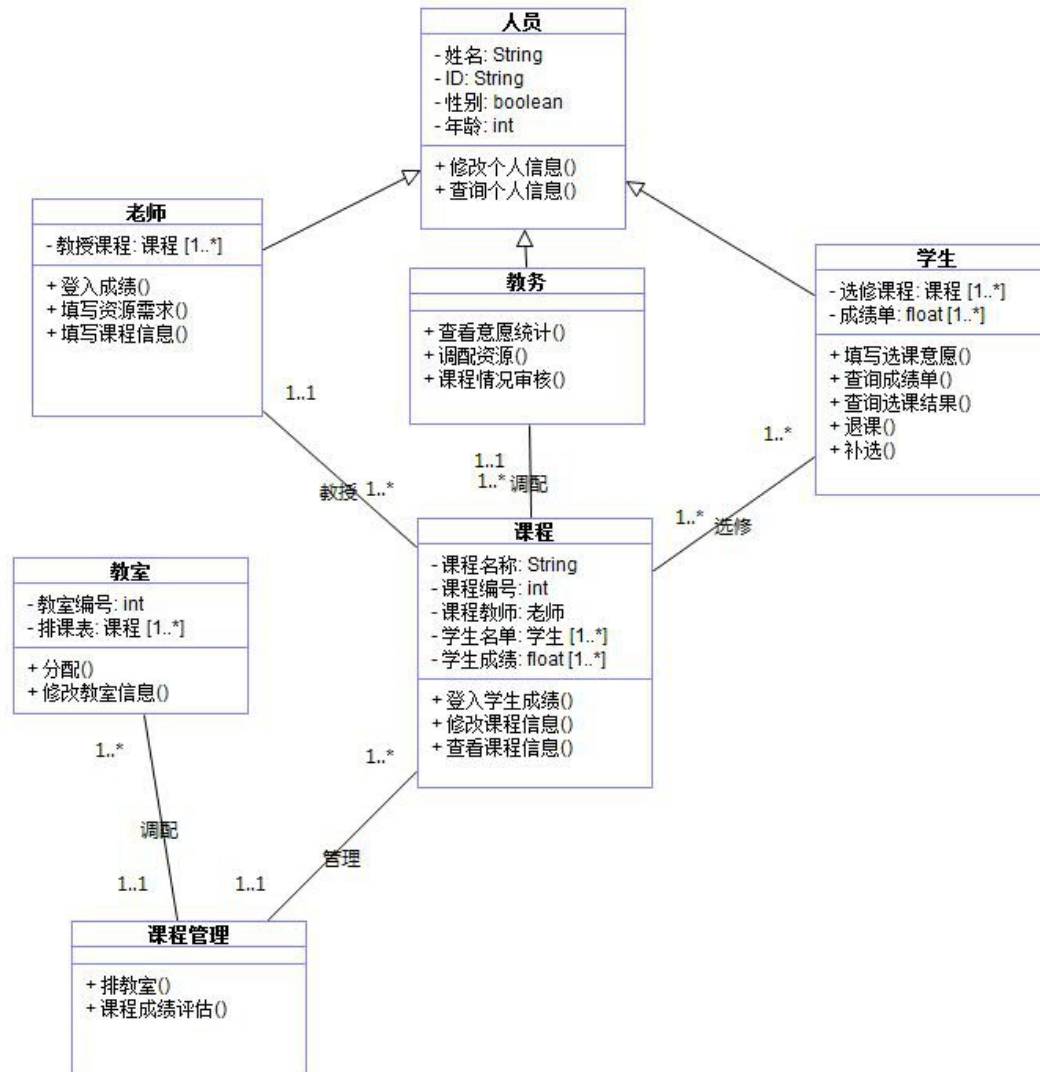 人员
- 姓名: String
- ID: String
- 性别: boolean
- 年龄: int
+ 修改个人信息()
+ 查询个人信息()
老师
- 教授课程: 课程 [1..*]
+ 登入成绩()
+ 填写资源需求()
+ 填写课程信息()
教务
+ 查看意愿统计()
+ 调配资源()
+ 课程情况审核()
学生
- 选修课程: 课程 [1..*]
- 成绩单: float [1..*]
+ 填写选课意愿()
+ 查询成绩单()
+ 查询选课结果()
+ 退课()
+ 补选()
1..1
教授 1..*
1..1
1..* 调配
1..*
1..* 选修
课程
- 课程名称: String
- 课程编号: int
- 课程教师: 老师
- 学生名单: 学生 [1..*]
- 学生成绩: float [1..*]
+ 登入学生成绩()
+ 修改课程信息()
+ 查看课程信息()
教室
- 教室编号: int
- 排课表: 课程 [1..*]
+ 分配()
+ 修改教室信息()
1..*
调配
1..1
1..*
管理
1..1
课程管理
+ 排教室()
+ 课程成绩评估()